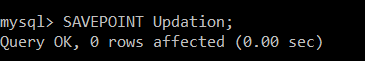 mysql> SAVEPOINT Updation;
Query OK, 0 rows affected (0.00 sec)